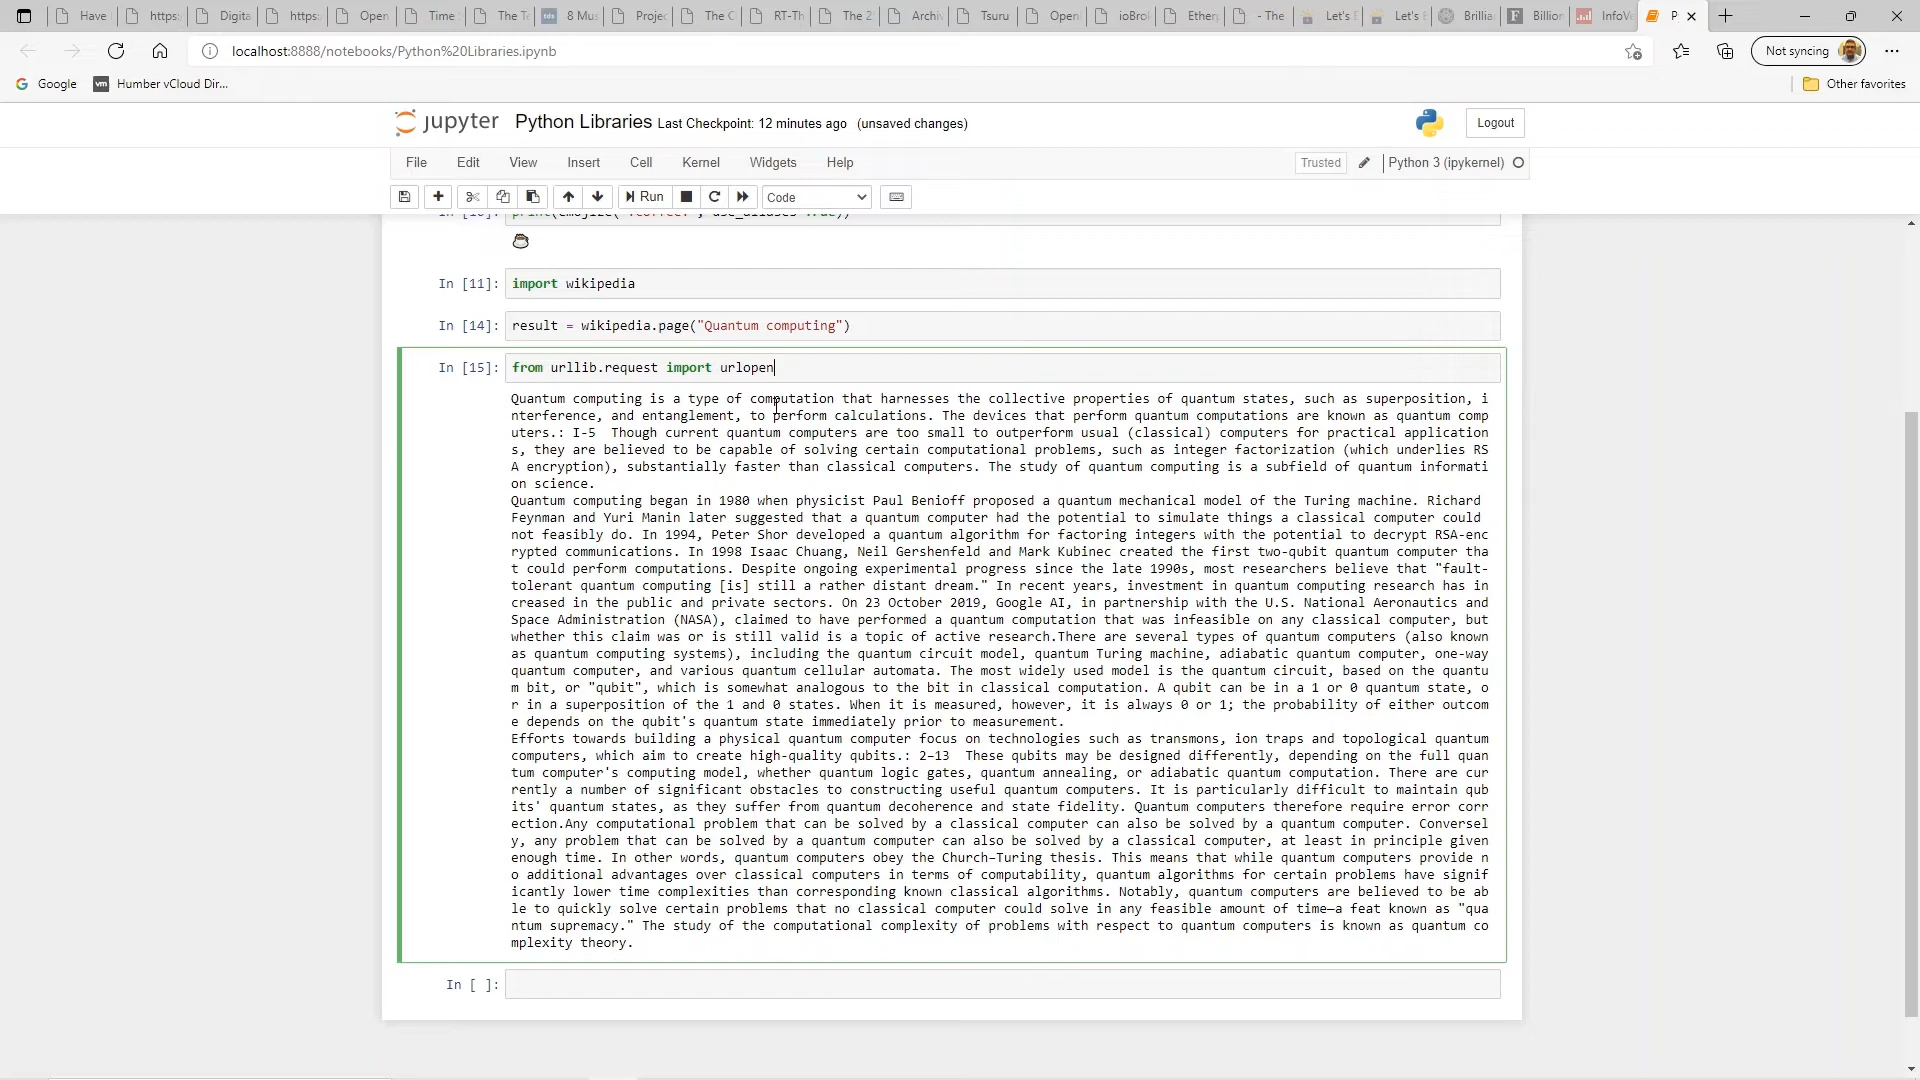 Have
https:
Digita
https:
Open
Time
The Te
tds 8 Mus
Projec
The C
RT-Th
The 2
Archiv
Tsuru
Open
ioBrol
Ether
- The
Let's E
Let's E
Brillia
F Billion
InfoVe
P
localhost:8888/notebooks/Python%20Libraries.ipynb
Not syncing
Google
vm Humber vCloud Dir...
Other favorites
jupyter Python Libraries Last Checkpoint: 12 minutes ago (unsaved changes)
Logout
File Edit View Insert Cell Kernel Widgets Help
Trusted Python 3 (ipykernel)
Run Code
In [11]: import wikipedia
In [14]: result = wikipedia.page("Quantum computing")
In [15]: from urllib.request import urlopen
Quantum computing is a type of computation that harnesses the collective properties of quantum states, such as superposition, i
nterference, and entanglement, to perform calculations. The devices that perform quantum computations are known as quantum comp
uters.: I-5  Though current quantum computers are too small to outperform usual (classical) computers for practical application
s, they are believed to be capable of solving certain computational problems, such as integer factorization (which underlies RS
A encryption), substantially faster than classical computers. The study of quantum computing is a subfield of quantum informati
on science.
Quantum computing began in 1980 when physicist Paul Benioff proposed a quantum mechanical model of the Turing machine. Richard
Feynman and Yuri Manin later suggested that a quantum computer had the potential to simulate things a classical computer could
not feasibly do. In 1994, Peter Shor developed a quantum algorithm for factoring integers with the potential to decrypt RSA-enc
rypted communications. In 1998 Isaac Chuang, Neil Gershenfeld and Mark Kubinec created the first two-qubit quantum computer tha
t could perform computations. Despite ongoing experimental progress since the late 1990s, most researchers believe that "fault-
tolerant quantum computing [is] still a rather distant dream." In recent years, investment in quantum computing research has in
creased in the public and private sectors. On 23 October 2019, Google AI, in partnership with the U.S. National Aeronautics and
Space Administration (NASA), claimed to have performed a quantum computation that was infeasible on any classical computer, but
whether this claim was or is still valid is a topic of active research.There are several types of quantum computers (also known
as quantum computing systems), including the quantum circuit model, quantum Turing machine, adiabatic quantum computer, one-way
quantum computer, and various quantum cellular automata. The most widely used model is the quantum circuit, based on the quantu
m bit, or "qubit", which is somewhat analogous to the bit in classical computation. A qubit can be in a 1 or 0 quantum state, o
r in a superposition of the 1 and 0 states. When it is measured, however, it is always 0 or 1; the probability of either outcom
e depends on the qubit's quantum state immediately prior to measurement.
Efforts towards building a physical quantum computer focus on technologies such as transmons, ion traps and topological quantum
computers, which aim to create high-quality qubits.: 2–13  These qubits may be designed differently, depending on the full quan
tum computer's computing model, whether quantum logic gates, quantum annealing, or adiabatic quantum computation. There are cur
rently a number of significant obstacles to constructing useful quantum computers. It is particularly difficult to maintain qub
its' quantum states, as they suffer from quantum decoherence and state fidelity. Quantum computers therefore require error corr
ection.Any computational problem that can be solved by a classical computer can also be solved by a quantum computer. Conversel
y, any problem that can be solved by a quantum computer can also be solved by a classical computer, at least in principle given
enough time. In other words, quantum computers obey the Church–Turing thesis. This means that while quantum computers provide n
o additional advantages over classical computers in terms of computability, quantum algorithms for certain problems have signif
icantly lower time complexities than corresponding known classical algorithms. Notably, quantum computers are believed to be ab
le to quickly solve certain problems that no classical computer could solve in any feasible amount of time—a feat known as "qua
ntum supremacy." The study of the computational complexity of problems with respect to quantum computers is known as quantum co
mplexity theory.
In [ ]: